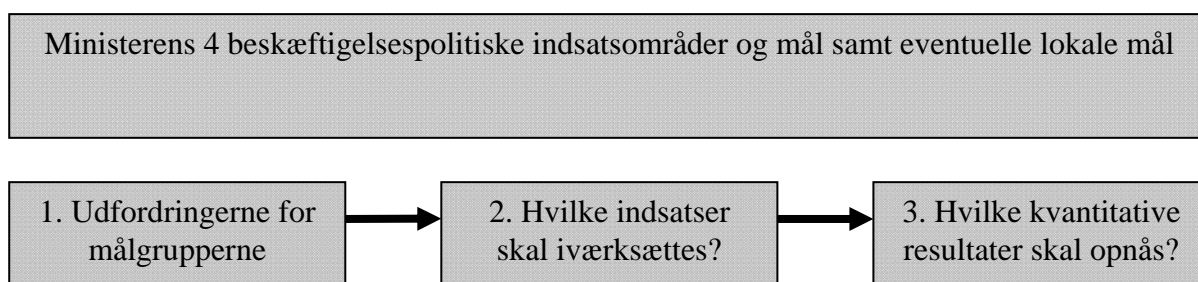 Ministerens 4 beskæftigelsespolitiske indsatsområder og mål samt eventuelle lokale mål
1. Udfordringerne for
målgrupperne
2. Hvilke indsatser
skal iværksættes?
3. Hvilke kvantitative
resultater skal opnås?